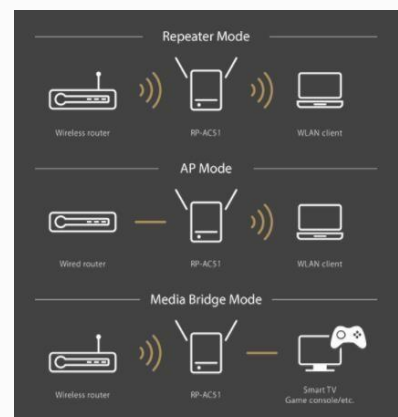 Repeater Mode
Wireless router RP-AC51 WLAN client
AP Mode
Wired router RP-AC51 WLAN client
Media Bridge Mode
Wireless router RP-AC51 Smart TV
Game console/etc.